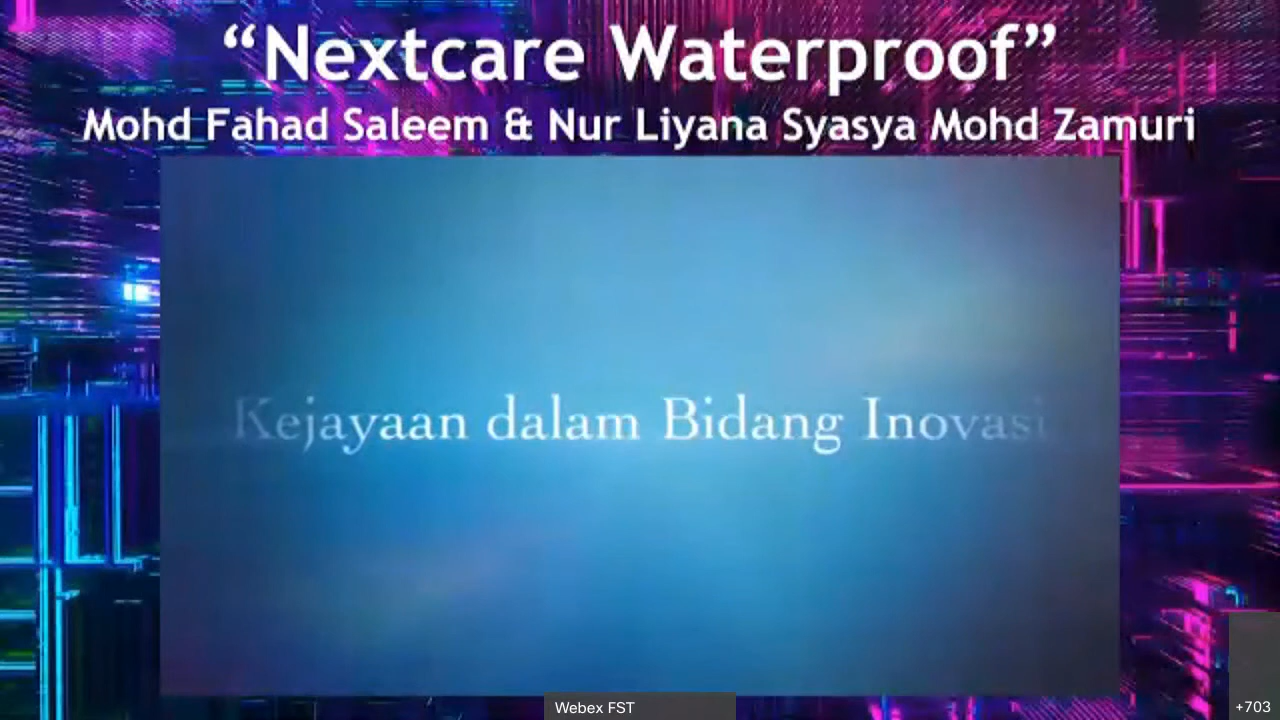 “Nextcare Waterproof”
Mohd Fahad Saleem & Nur Liyana Syasya Mohd Zamuri
Kejayaan dalam Bidang Inovasi
Webex FST
+703